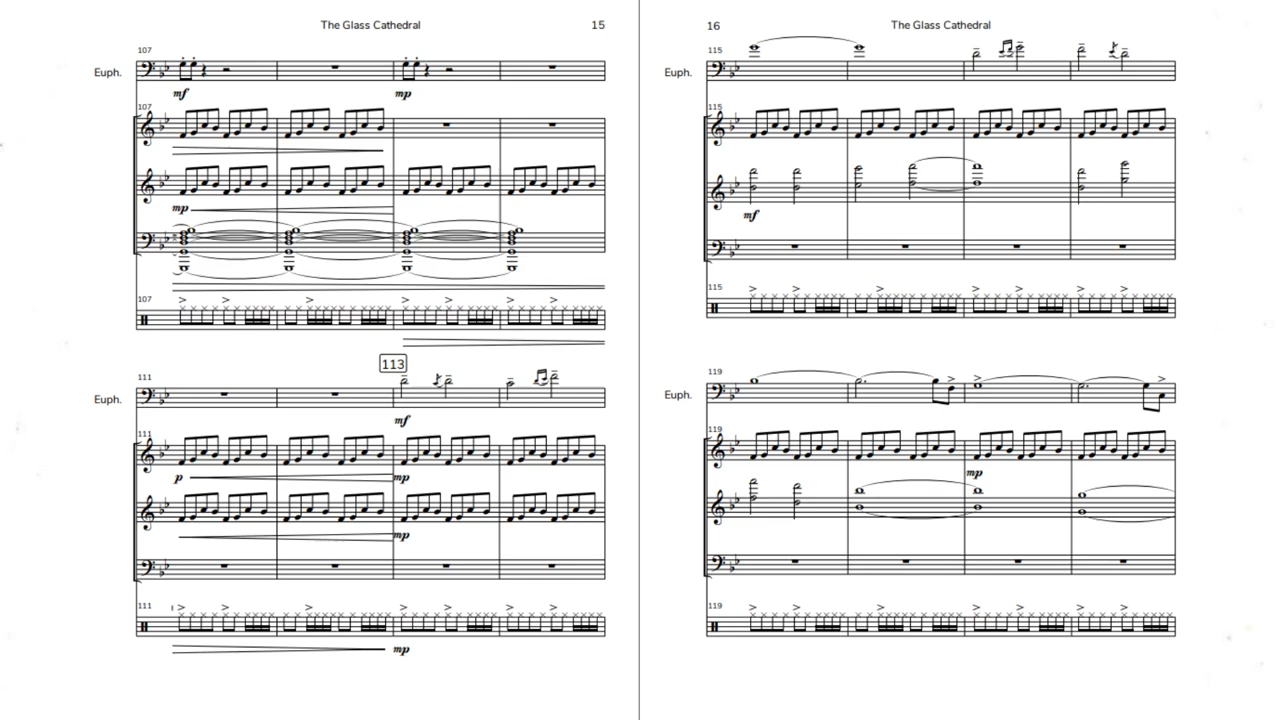 The Glass Cathedral 15
107
Euph.
mf mp
107
mp
107
113
111
Euph.
mf
111
p mp
mp
111
mp
16 The Glass Cathedral
115
Euph.
115
mf
115
119
Euph.
119
mp
119